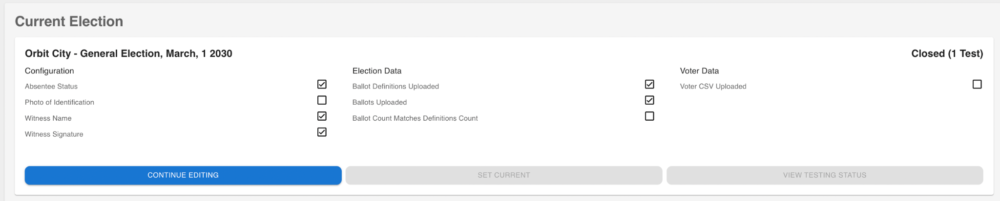 Current Election
Orbit City - General Election, March, 1 2030
Closed (1 Test)
Configuration
Absentee Status
Photo of Identification
Witness Name
Witness Signature
Election Data
Ballot Definitions Uploaded
Ballots Uploaded
Ballot Count Matches Definitions Count
Voter Data
Voter CSV Uploaded
CONTINUE EDITING
SET CURRENT
VIEW TESTING STATUS